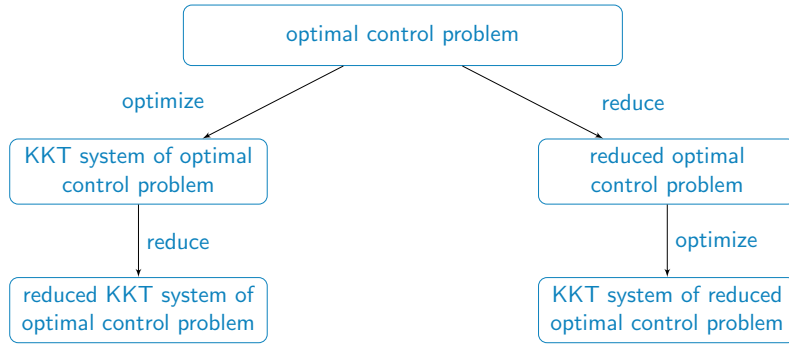 optimal control problem
optimize
reduce
KKT system of optimal
control problem
reduced optimal
control problem
reduce
optimize
reduced KKT system of
optimal control problem
KKT system of reduced
optimal control problem